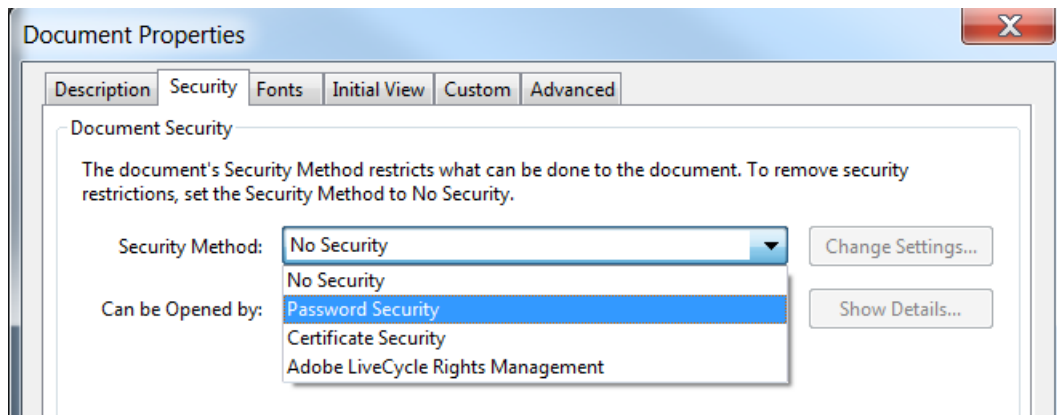 Document Properties
X
Description Security Fonts Initial View Custom Advanced
Document Security
The document's Security Method restricts what can be done to the document. To remove security
restrictions, set the Security Method to No Security.
Security Method: No Security Change Settings...
No Security
Can be Opened by: Password Security Show Details...
Certificate Security
Adobe LiveCycle Rights Management